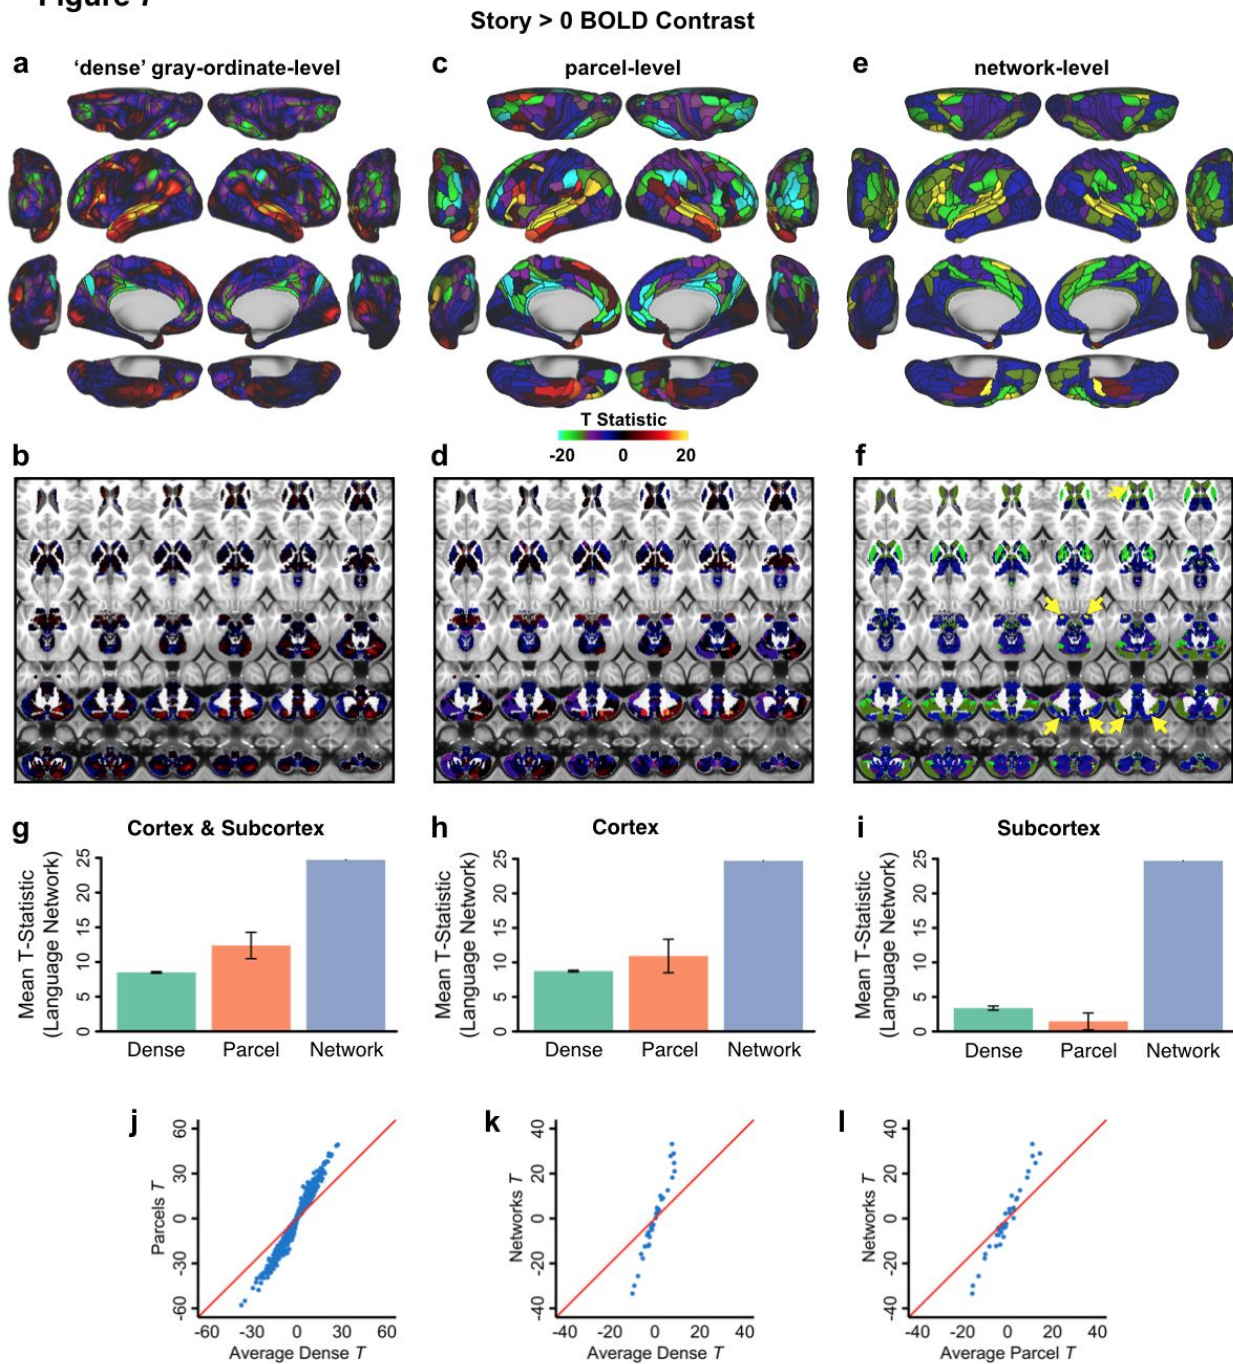 Figure 7
Story > 0 BOLD Contrast
a 'dense' gray-ordinate-level
c parcel-level
e network-level
T Statistic
-20 0 20
b
d
f
g Cortex & Subcortex
Mean T-Statistic
(Language Network)
0 5 10 15 20 25
Dense Parcel Network
h Cortex
Mean T-Statistic
(Language Network)
0 5 10 15 20 25
Dense Parcel Network
i Subcortex
Mean T-Statistic
(Language Network)
0 5 10 15 20 25
Dense Parcel Network
j
Parcels T
-60 -30 0 30 60
-60 -30 0 30 60
Average Dense T
k
Networks T
-40 -20 0 20 40
-40 -20 0 20 40
Average Dense T
l
Networks T
-40 -20 0 20 40
-40 -20 0 20 40
Average Parcel T